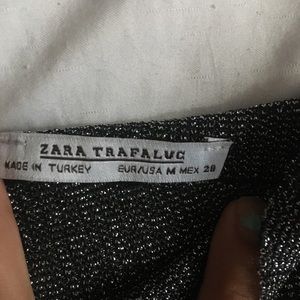 ZARA TRAFALUC
MADE IN TURKEY EUR/USA M MEX 28